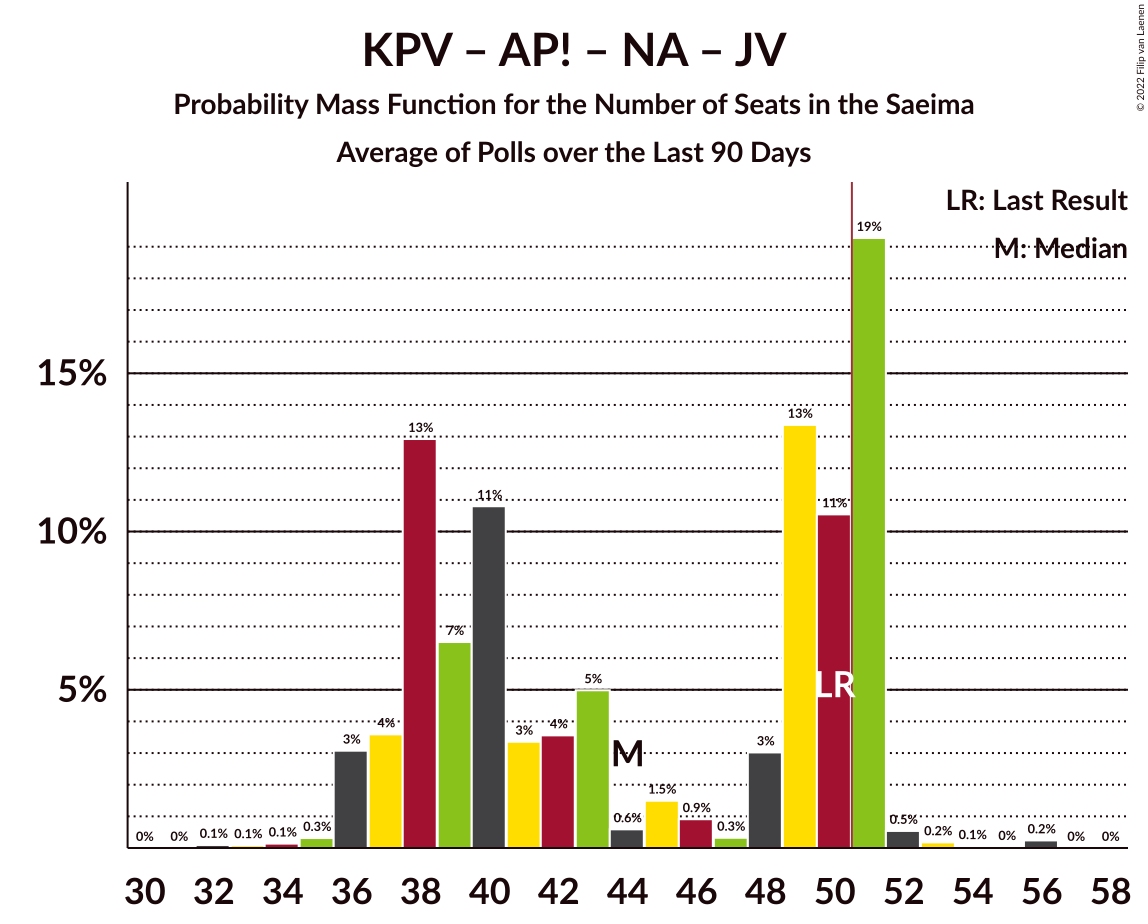 KPV – AP! – NA – JV
Probability Mass Function for the Number of Seats in the Saeima
Average of Polls over the Last 90 Days
© 2022 Filip van Laenen
LR: Last Result
M: Median
15%
10%
5%
0% 0% 0.1% 0.1% 0.1% 0.3% 3% 4% 13% 7% 11% 3% 4% 5% 0.6% 1.5% 0.9% 0.3% 3% 13% 11% 19% 0.5% 0.2% 0.1% 0% 0.2% 0% 0%
M
LR
30 32 34 36 38 40 42 44 46 48 50 52 54 56 58